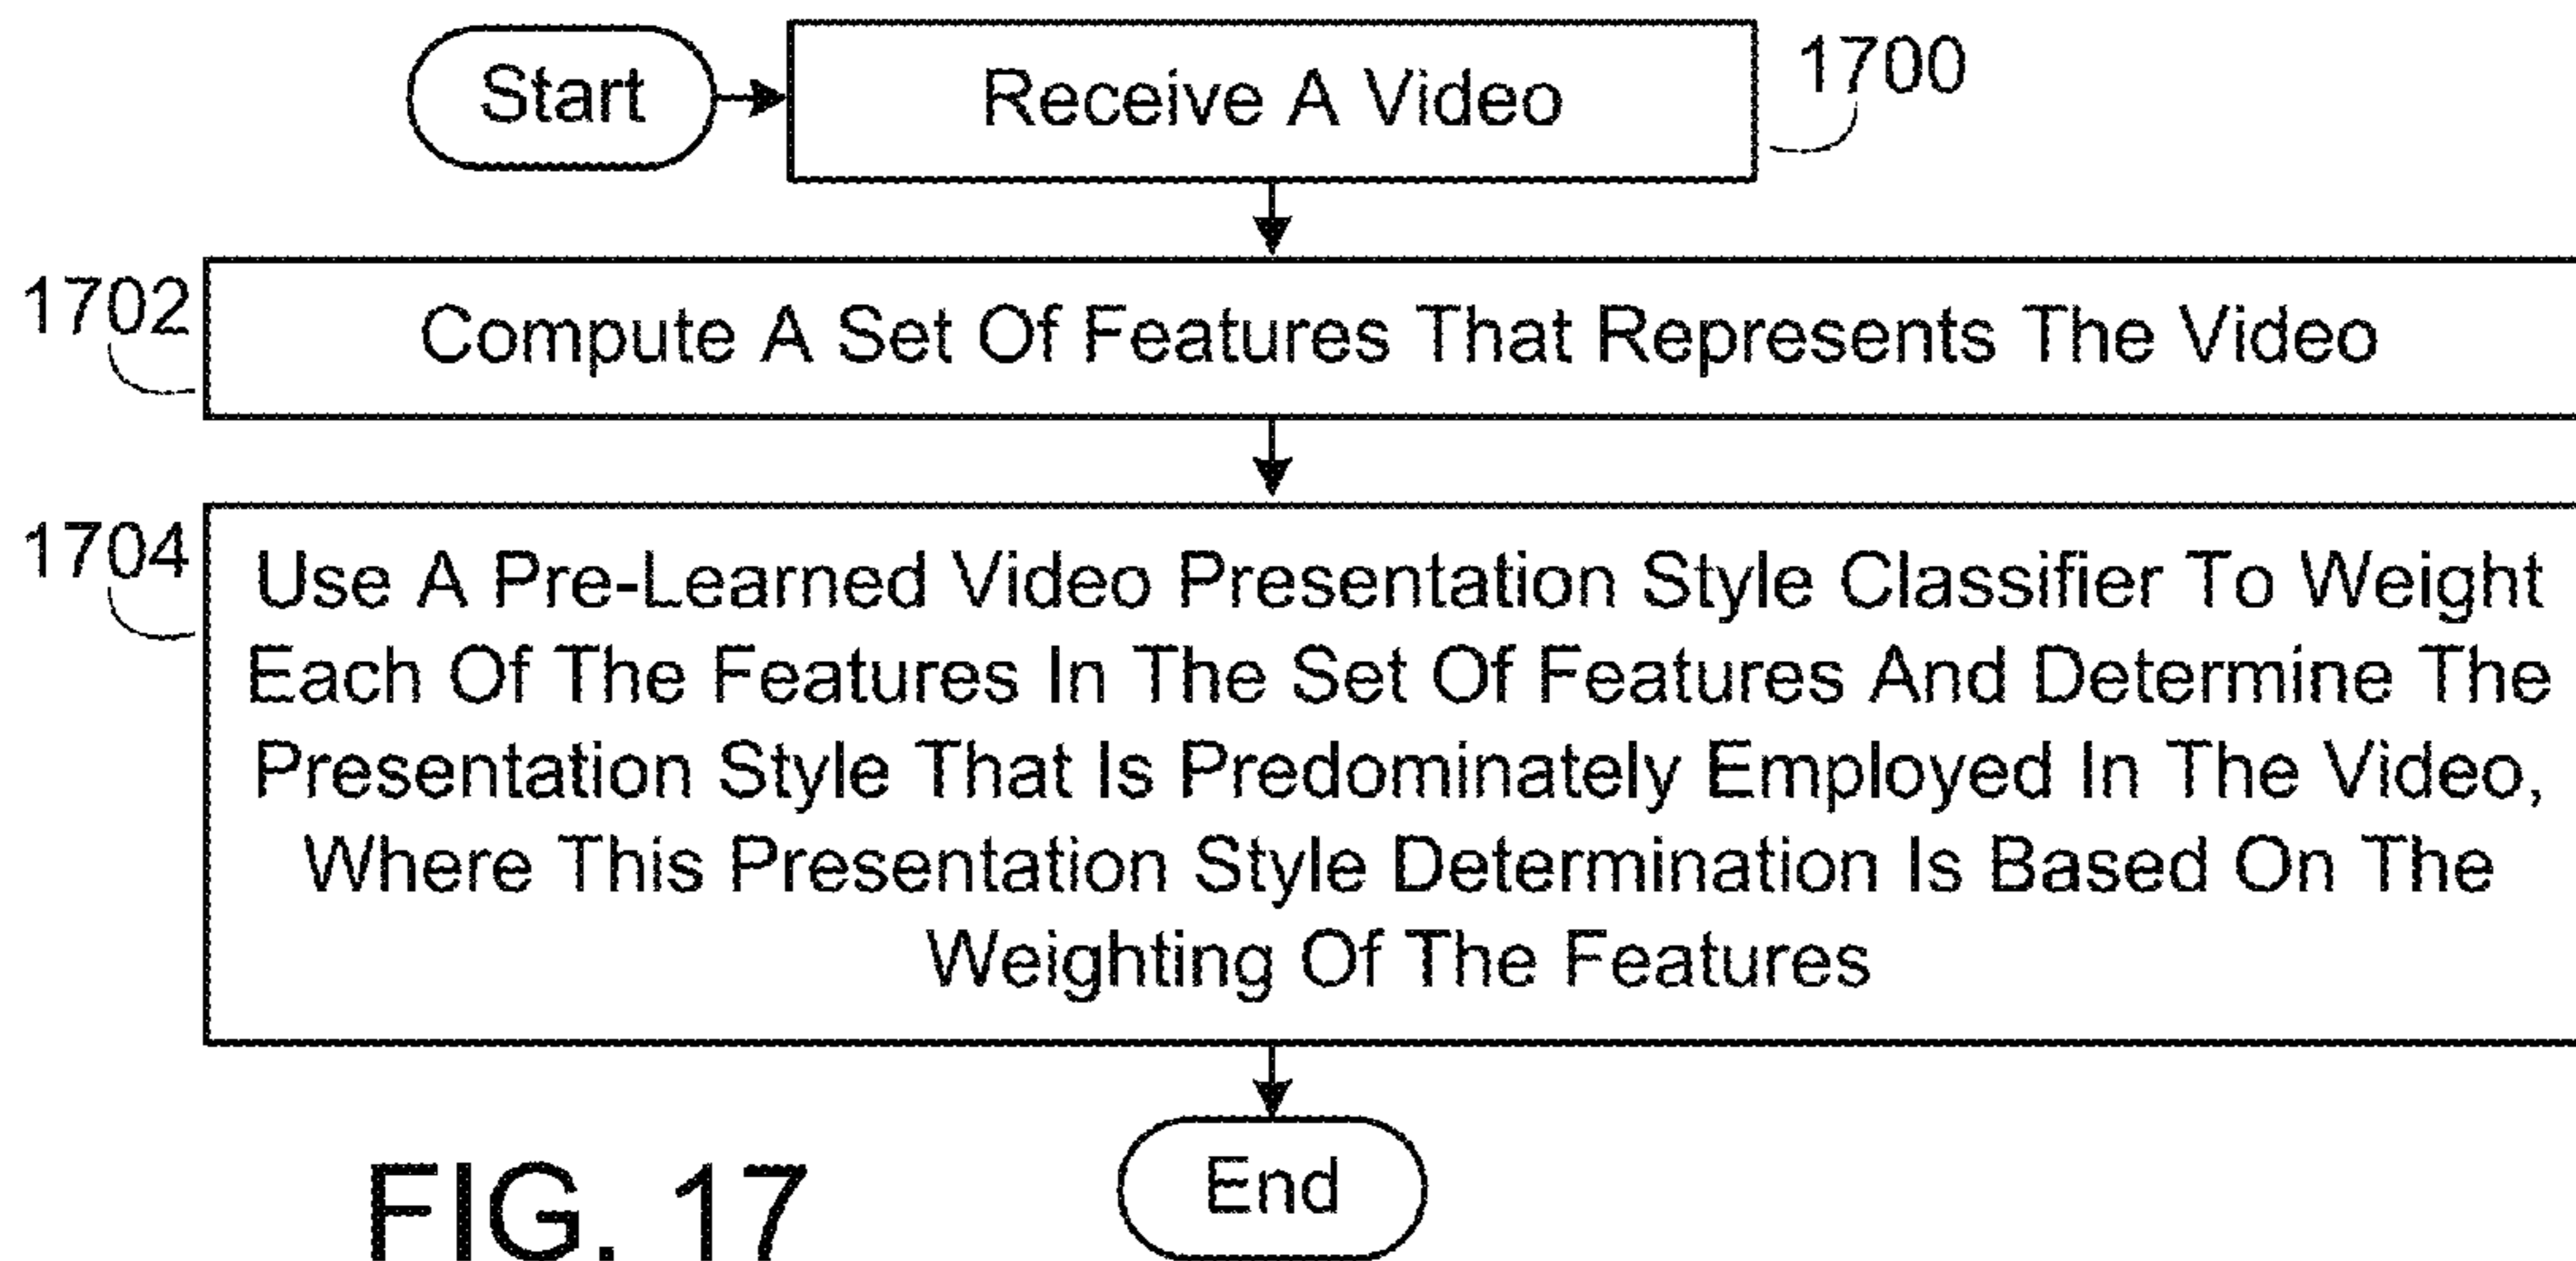 Start
Receive A Video
1700
1702
Compute A Set Of Features That Represents The Video
1704
Use A Pre-Learned Video Presentation Style Classifier To Weight
Each Of The Features In The Set Of Features And Determine The
Presentation Style That Is Predominately Employed In The Video,
Where This Presentation Style Determination Is Based On The
Weighting Of The Features
End
FIG. 17